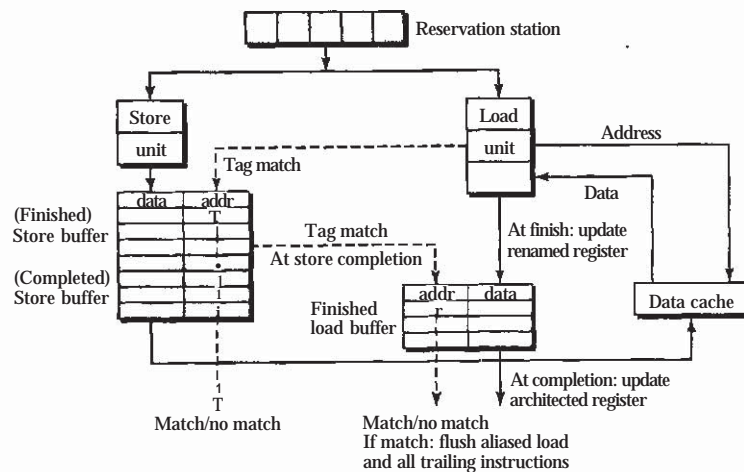 Reservation station
Store
unit
Load
unit
Address
Tag match
Data
data addr
T
(Finished)
Store buffer
Tag match
At finish: update
renamed register
At store completion
(Completed)
Store buffer
addr data
r
Finished
load buffer
Data cache
T
Match/no match
At completion: update
architected register
Match/no match
If match: flush aliased load
and all trailing instructions